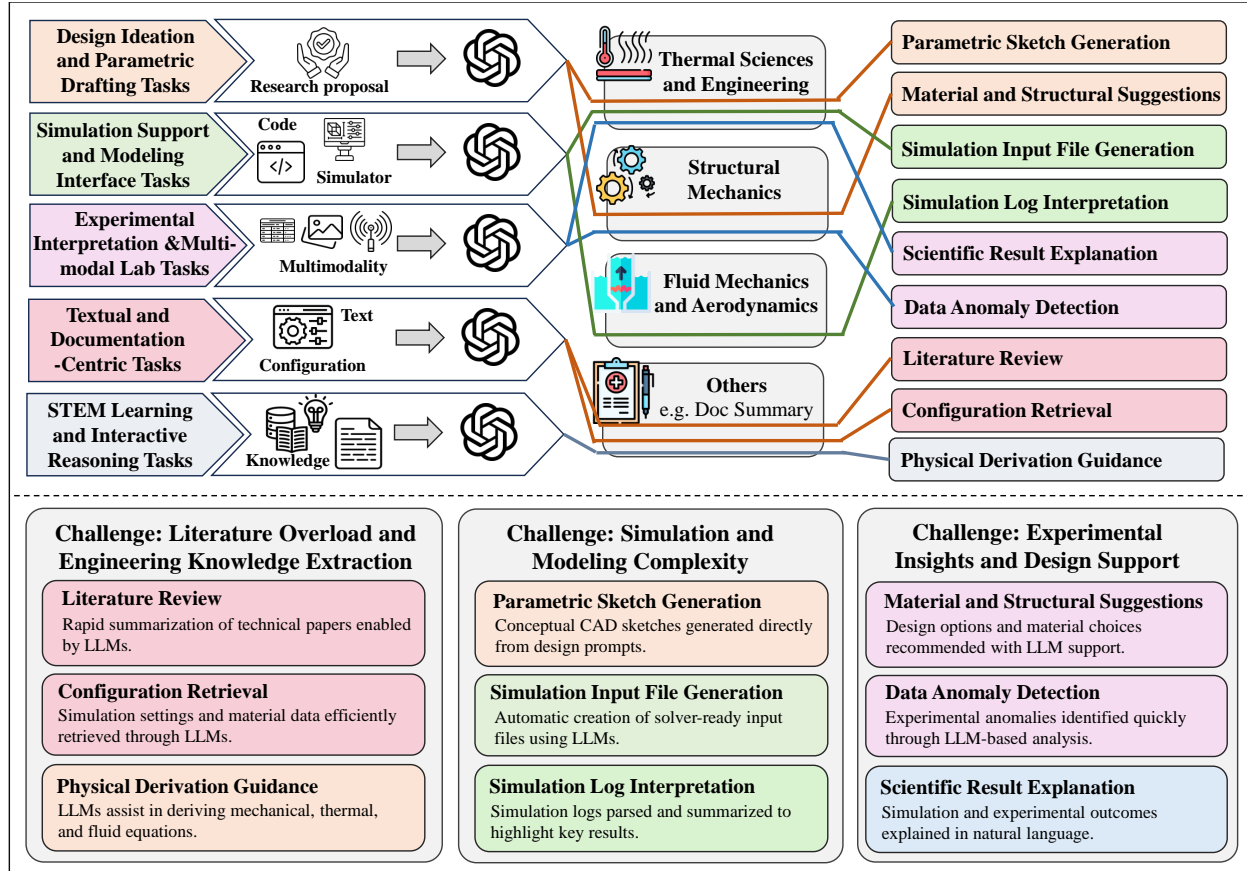 Design Ideation
and Parametric
Drafting Tasks
Research proposal
Simulation Support
and Modeling
Interface Tasks
Code
Simulator
Experimental
Interpretation &Multi-
modal Lab Tasks
Multimodality
Textual and
Documentation
-Centric Tasks
Text
Configuration
STEM Learning
and Interactive
Reasoning Tasks
Knowledge
Thermal Sciences
and Engineering
Structural
Mechanics
Fluid Mechanics
and Aerodynamics
Others
e.g. Doc Summary
Parametric Sketch Generation
Material and Structural Suggestions
Simulation Input File Generation
Simulation Log Interpretation
Scientific Result Explanation
Data Anomaly Detection
Literature Review
Configuration Retrieval
Physical Derivation Guidance
Challenge: Literature Overload and
Engineering Knowledge Extraction
Literature Review
Rapid summarization of technical papers enabled
by LLMs.
Configuration Retrieval
Simulation settings and material data efficiently
retrieved through LLMs.
Physical Derivation Guidance
LLMs assist in deriving mechanical, thermal,
and fluid equations.
Challenge: Simulation and
Modeling Complexity
Parametric Sketch Generation
Conceptual CAD sketches generated directly
from design prompts.
Simulation Input File Generation
Automatic creation of solver-ready input
files using LLMs.
Simulation Log Interpretation
Simulation logs parsed and summarized to
highlight key results.
Challenge: Experimental
Insights and Design Support
Material and Structural Suggestions
Design options and material choices
recommended with LLM support.
Data Anomaly Detection
Experimental anomalies identified quickly
through LLM-based analysis.
Scientific Result Explanation
Simulation and experimental outcomes
explained in natural language.